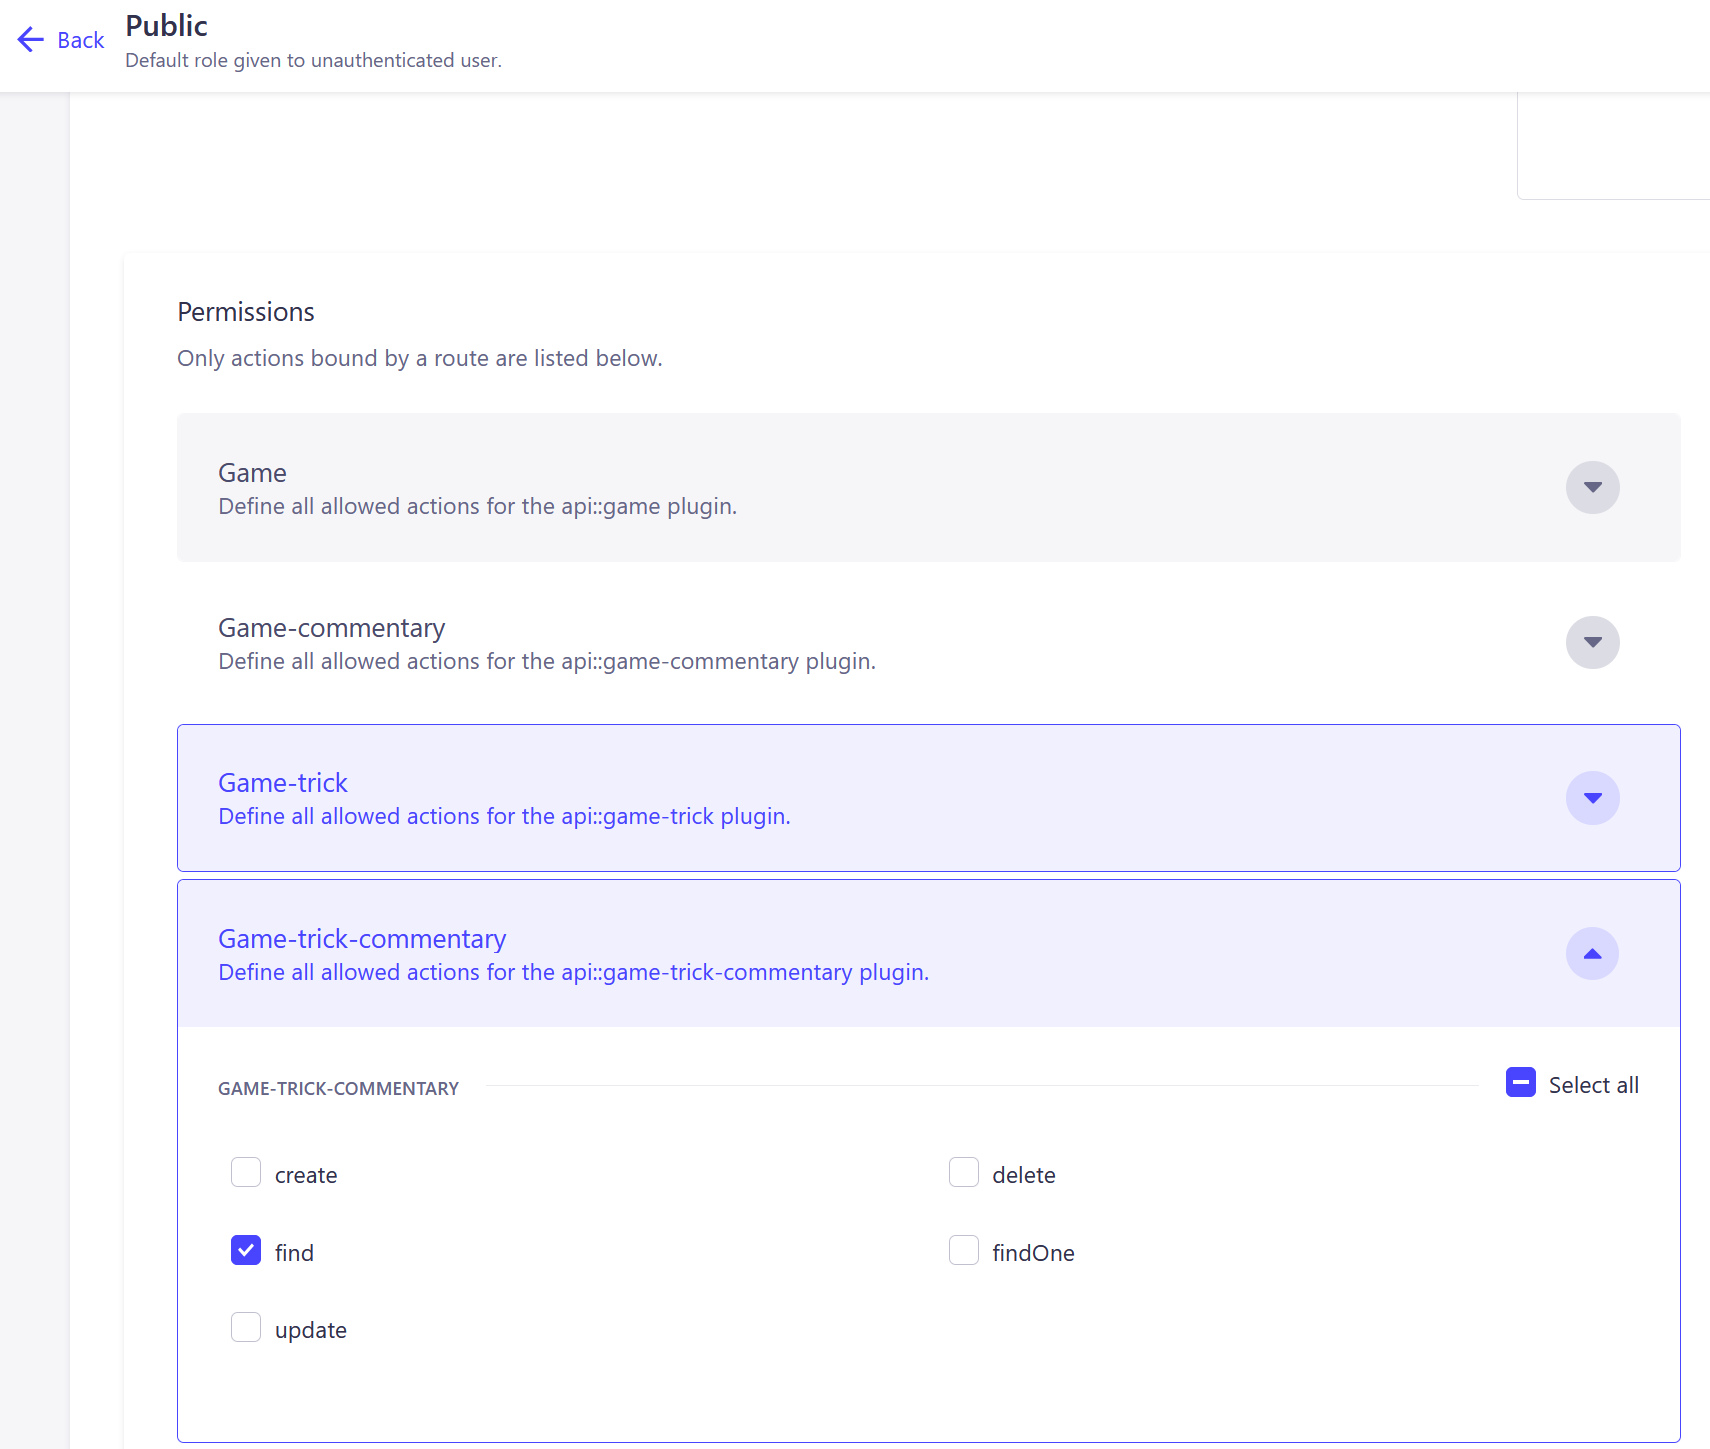 Back
Public
Default role given to unauthenticated user.
Permissions
Only actions bound by a route are listed below.
Game
Define all allowed actions for the api::game plugin.
Game-commentary
Define all allowed actions for the api::game-commentary plugin.
Game-trick
Define all allowed actions for the api::game-trick plugin.
Game-trick-commentary
Define all allowed actions for the api::game-trick-commentary plugin.
GAME-TRICK-COMMENTARY
Select all
create
delete
find
findOne
update